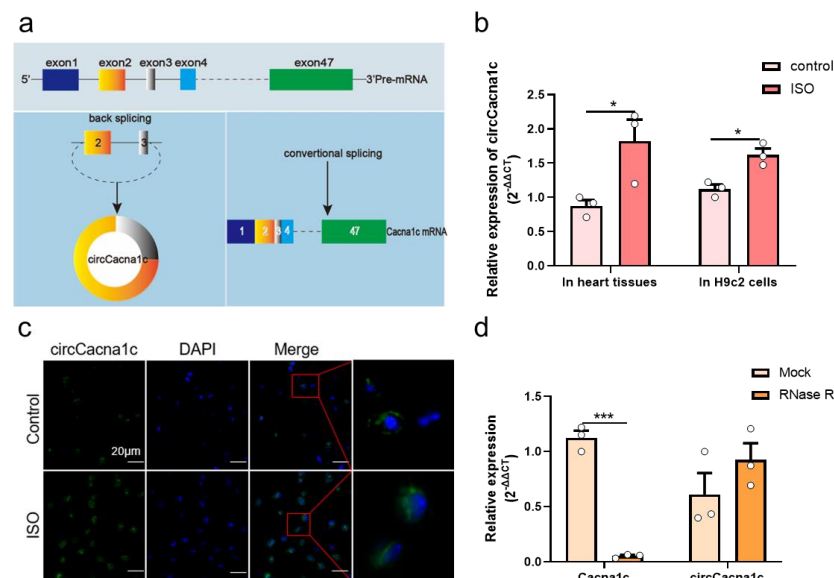 a
exon1 exon2 exon3 exon4 exon47
5' 3'Pre-mRNA
back splicing
2 3
circCacna1c
convertional splicing
1 2 3 4 47 Cacna1c mRNA
b
control
ISO
Relative expression of circCacna1c
(2-ΔΔCT)
2.5
2.0
1.5
1.0
0.5
0.0
* *
In heart tissues In H9c2 cells
c
circCacna1c DAPI Merge
Control
20μm
ISO
d
Mock
RNase R
Relative expression
(2-ΔΔCT)
1.5
1.0
0.5
0.0
***
Cacna1c circCacna1c